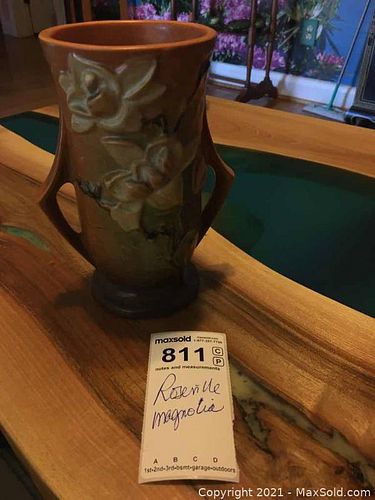 maxsold
811 C
P
notes and measurements
Roseville
magnolia
A B C D
1st-2nd-3rd-bsmt-garage-outdoors
Copyright 2021 - MaxSold.com